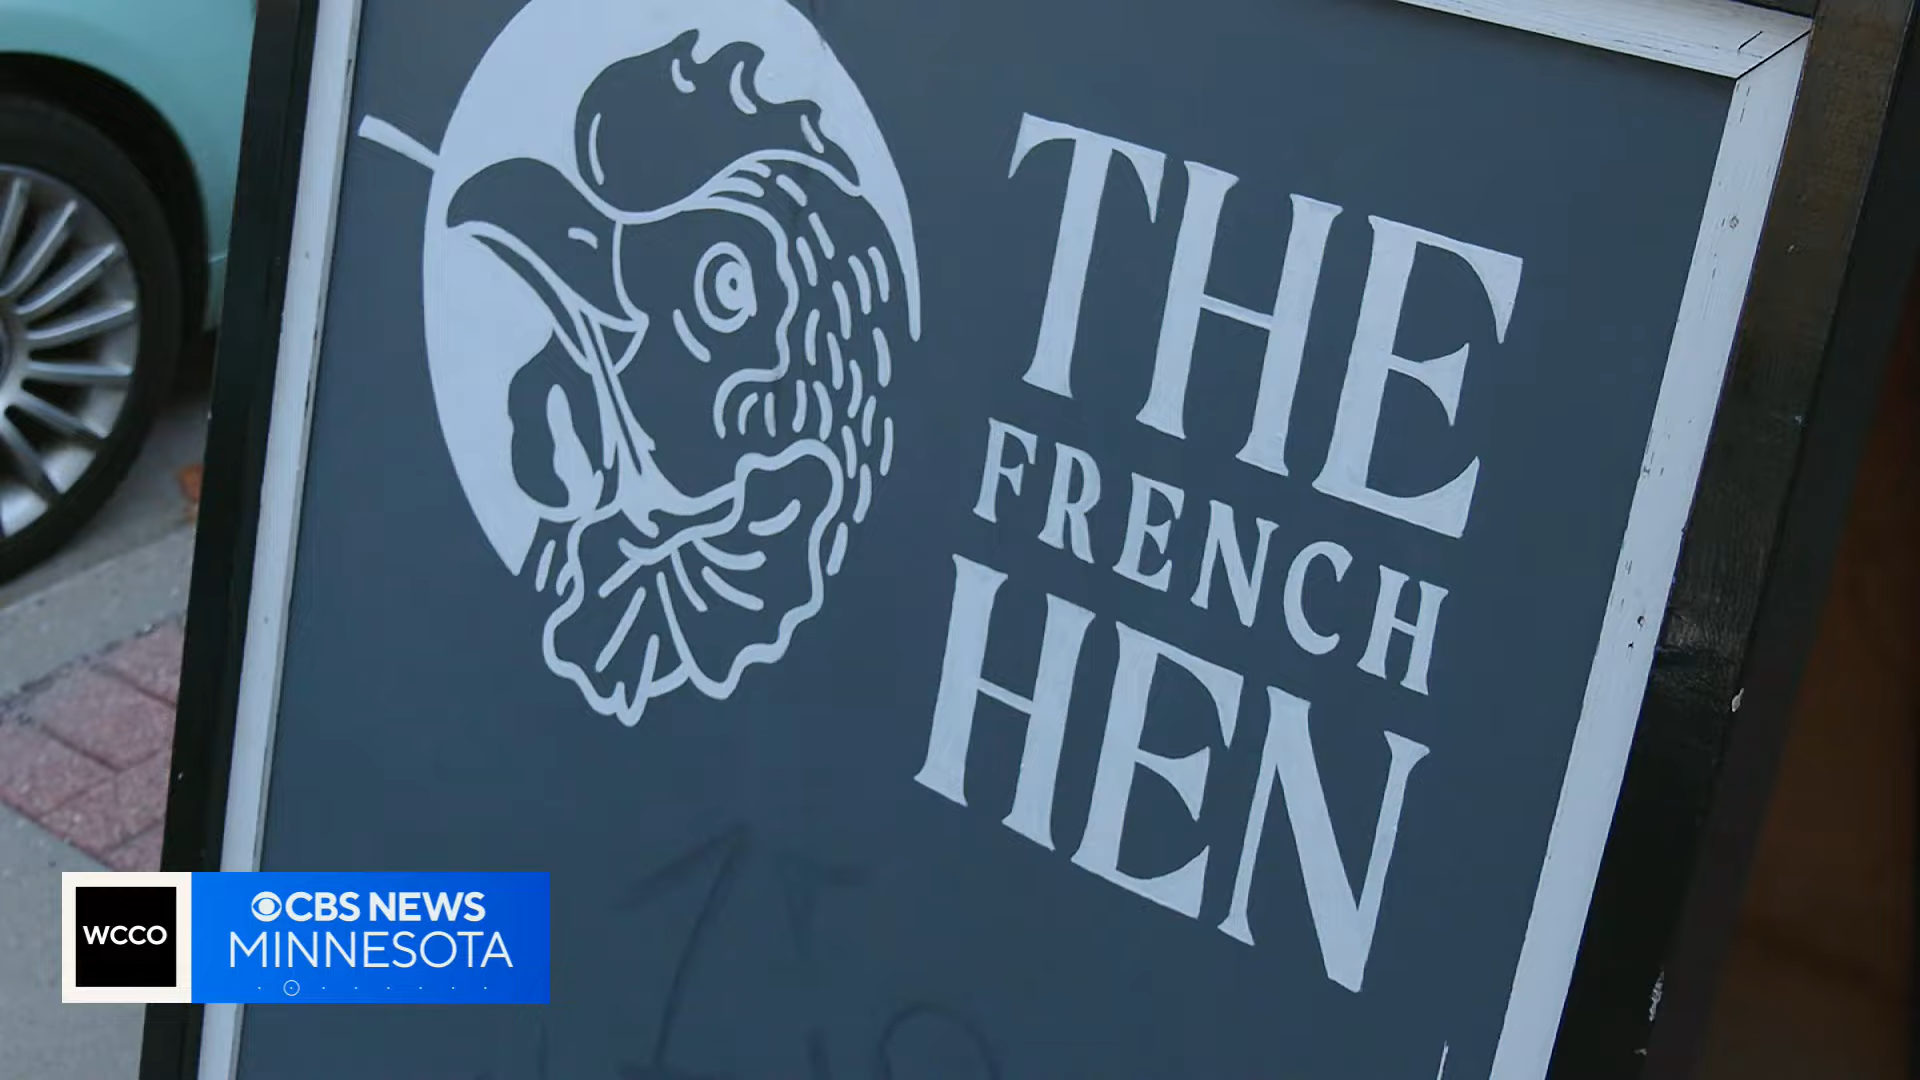 THE
FRENCH
HEN
WCCO
CBS NEWS
MINNESOTA